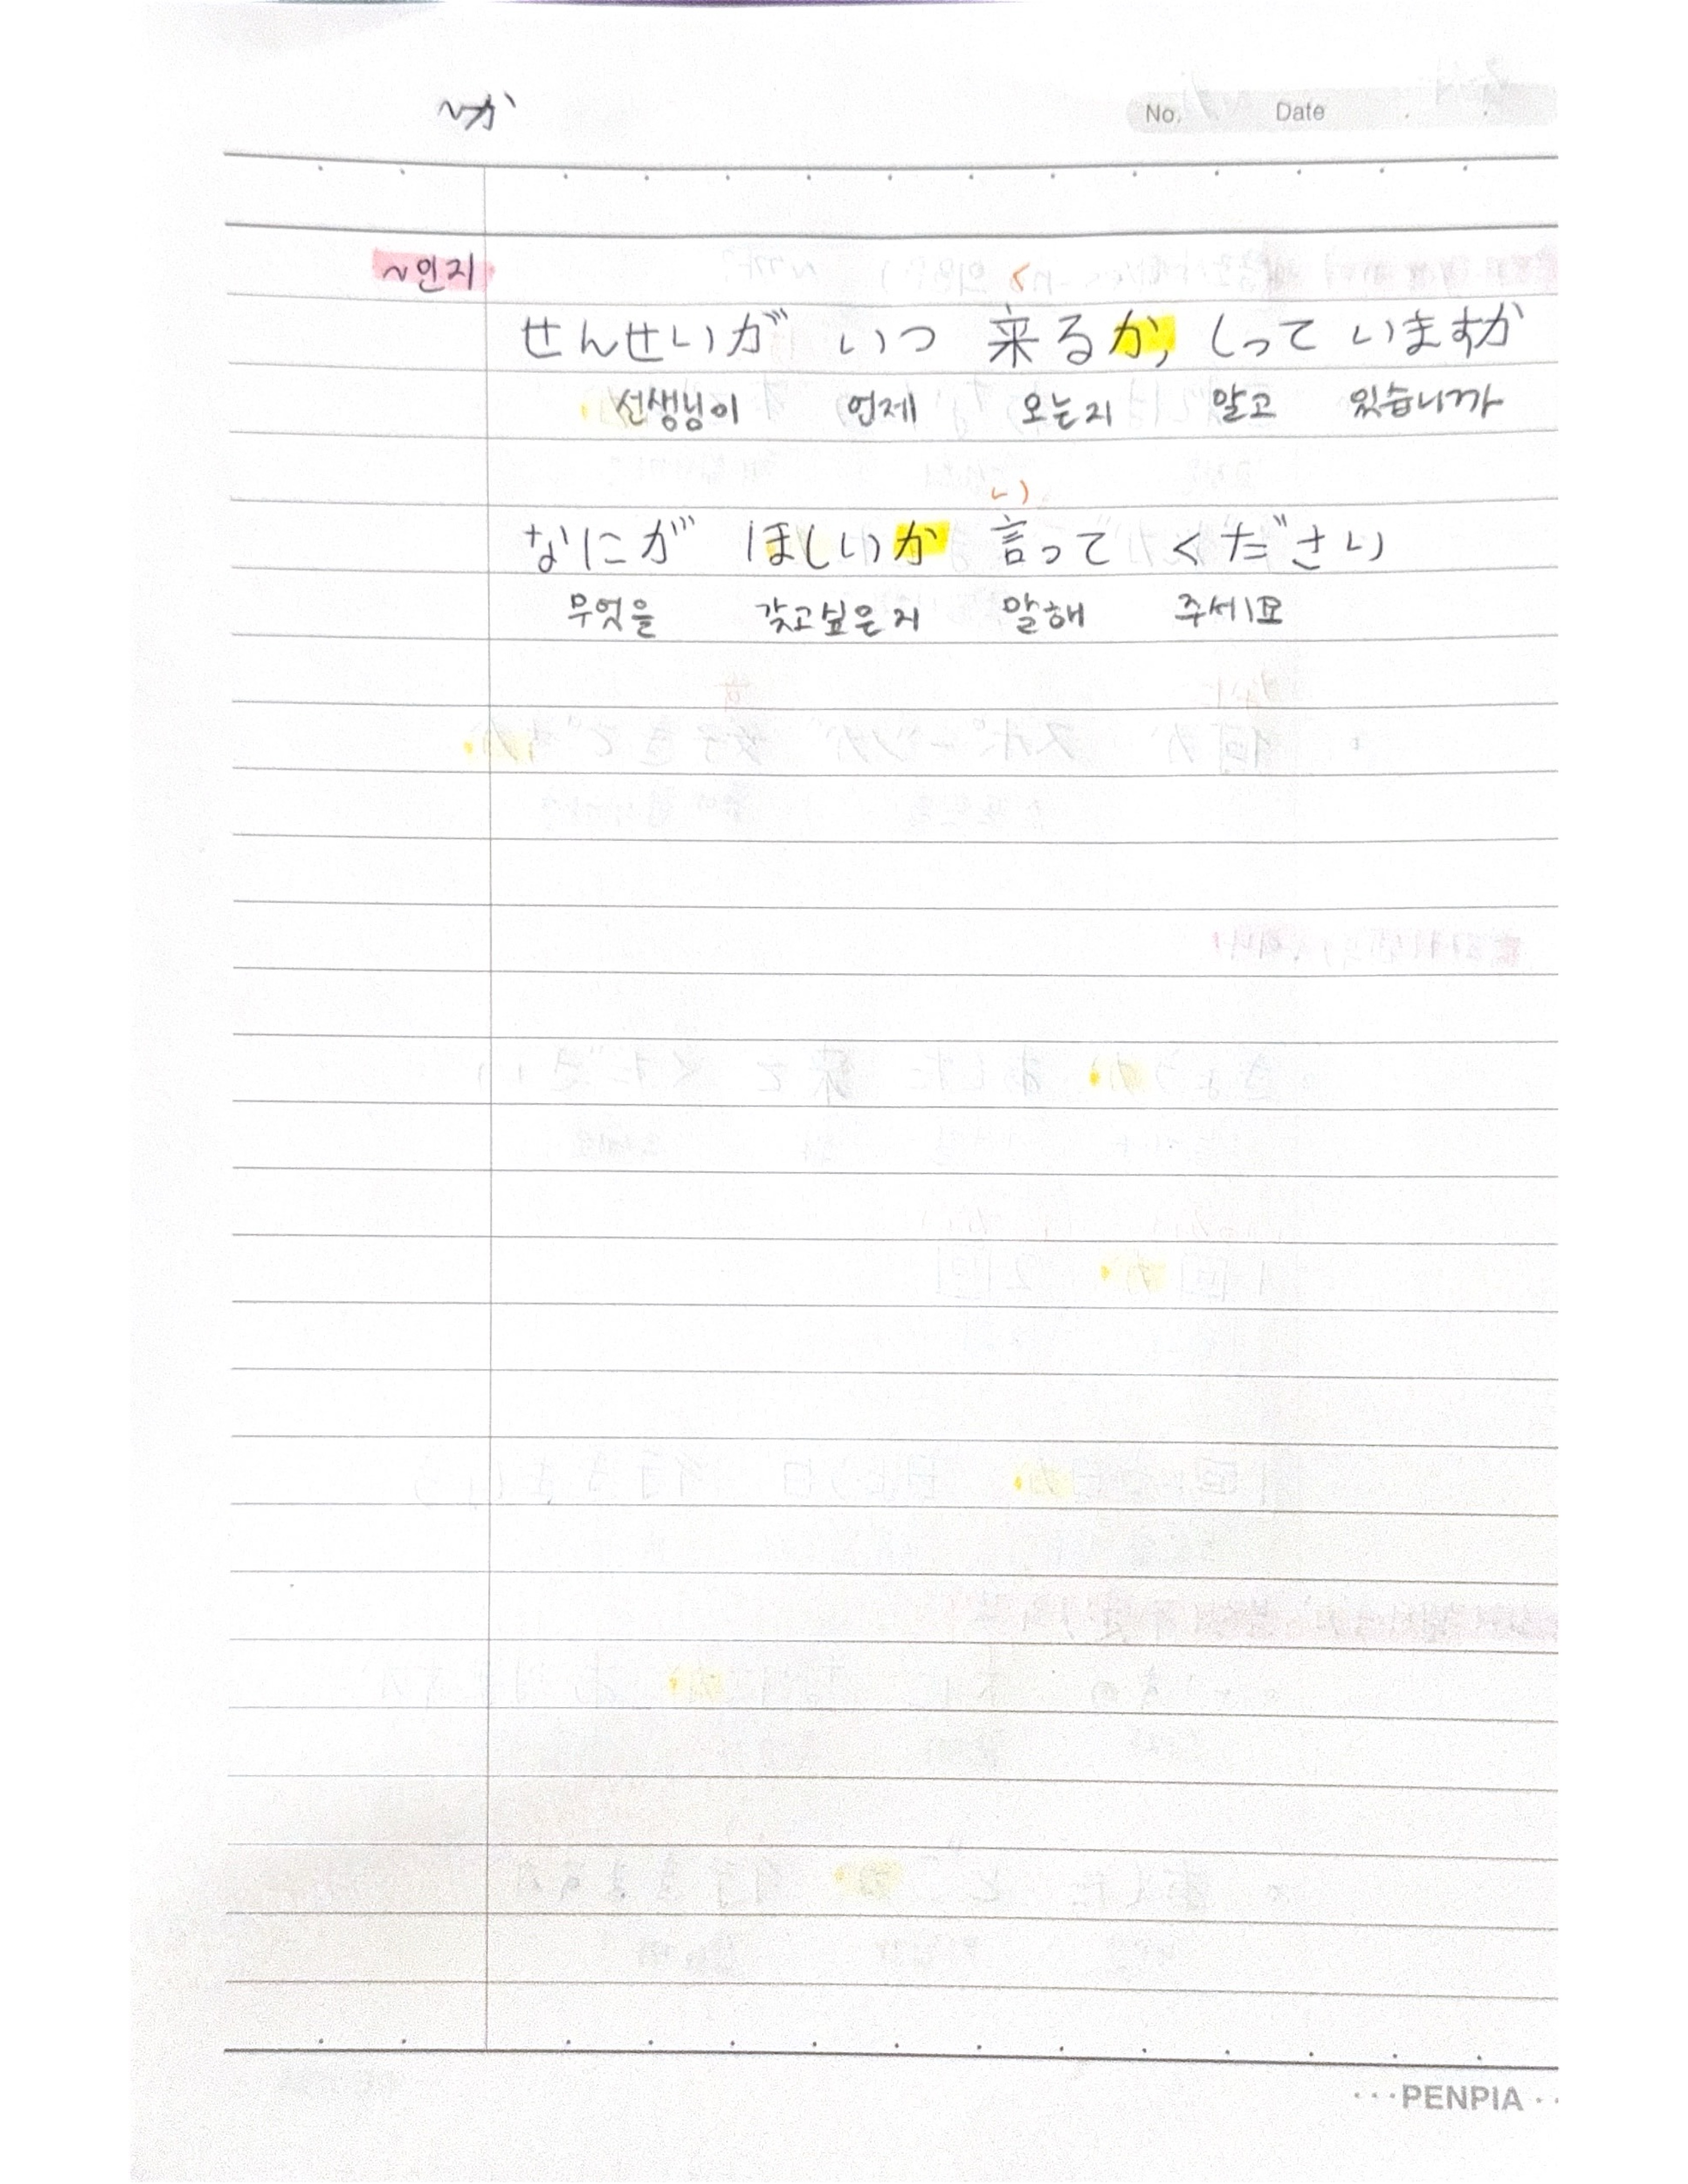 ~か
No. Date
~인지
せんせいが いつ 来るか, しって いますか
선생님이 언제 오는지 알고 있습니까
い
なにが ほしいか 言って ください
무엇을 갖고싶은지 말해 주세요
PENPIA